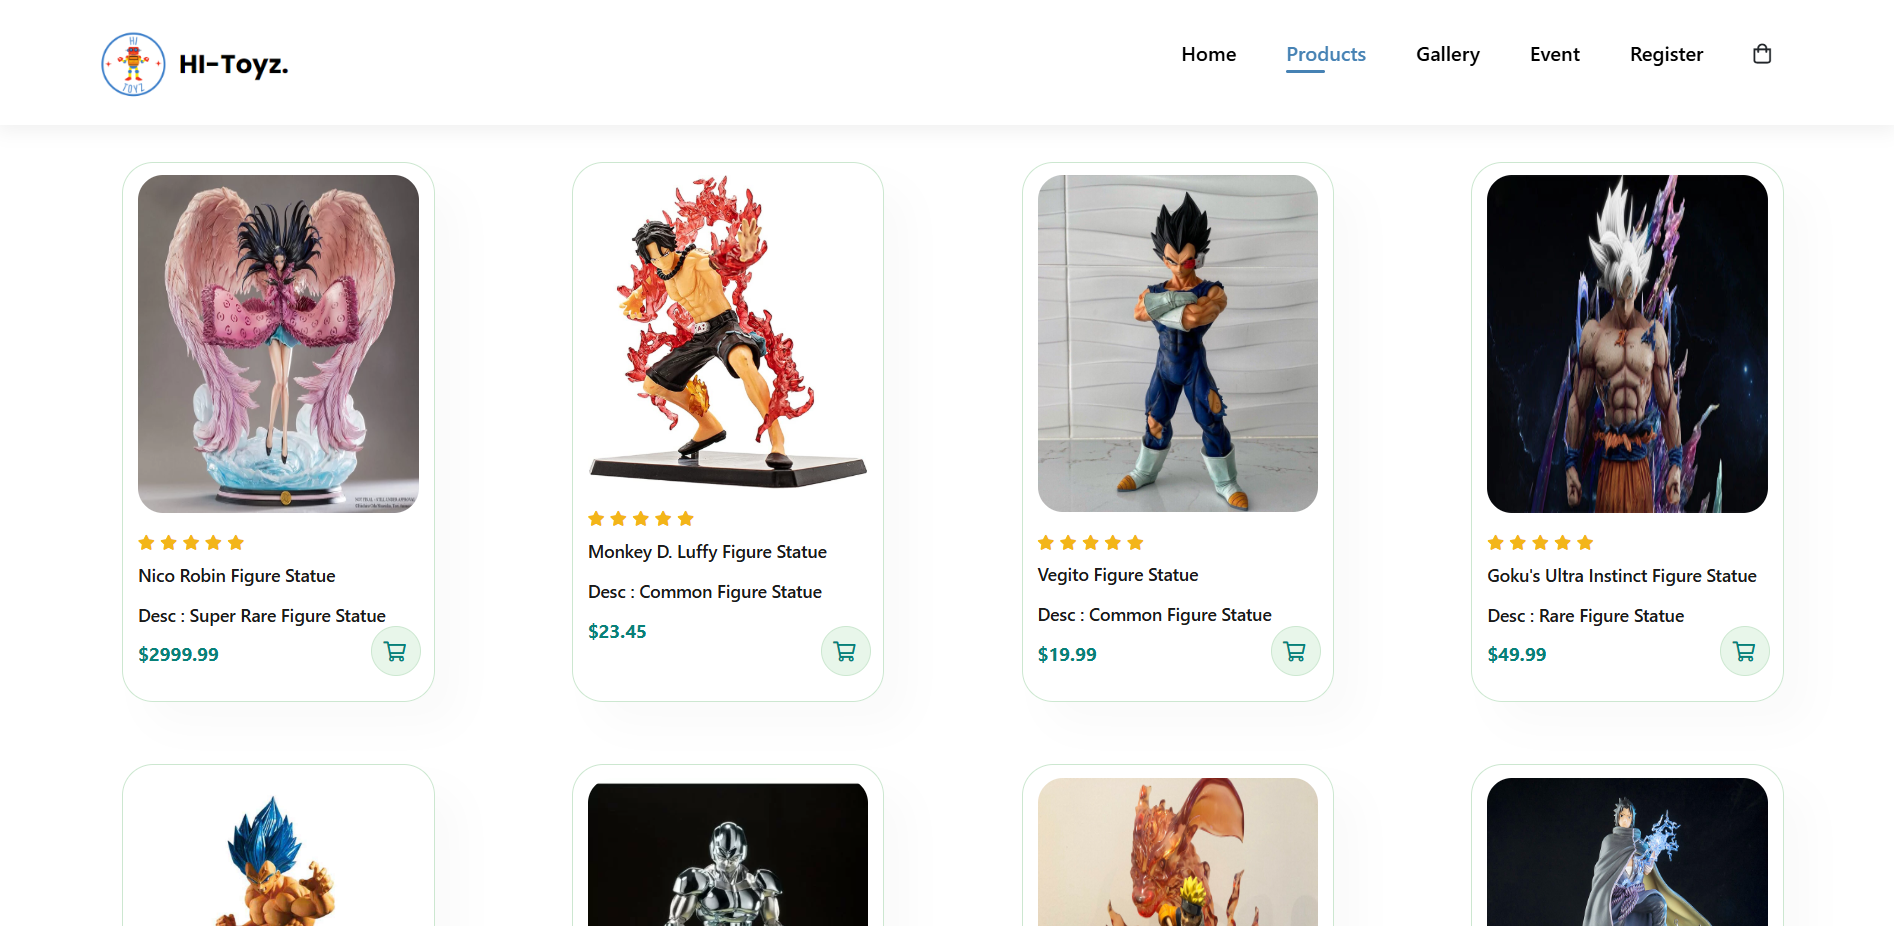 HI
TOYZ
HI-Toyz.
Home
Products
Gallery
Event
Register
Nico Robin Figure Statue
Desc : Super Rare Figure Statue
$2999.99
Monkey D. Luffy Figure Statue
Desc : Common Figure Statue
$23.45
Vegito Figure Statue
Desc : Common Figure Statue
$19.99
Goku's Ultra Instinct Figure Statue
Desc : Rare Figure Statue
$49.99